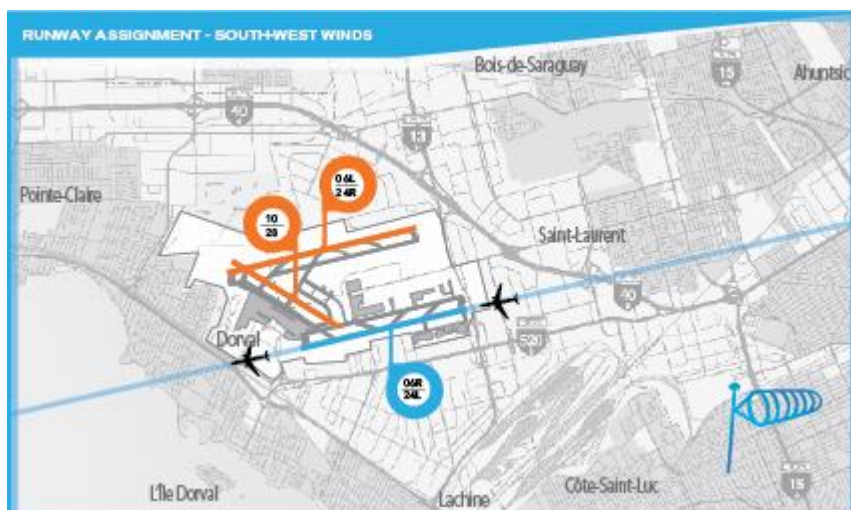 RUNWAY ASSIGNMENT - SOUTH-WEST WINDS
Bois-de-Saraguay
15
Ahuntsic
40
13
Pointe-Claire
06L
24R
10
28
Saint-Laurent
40
Dorval
520
06R
24L
L'Île Dorval
Lachine
Côte-Saint-Luc
15